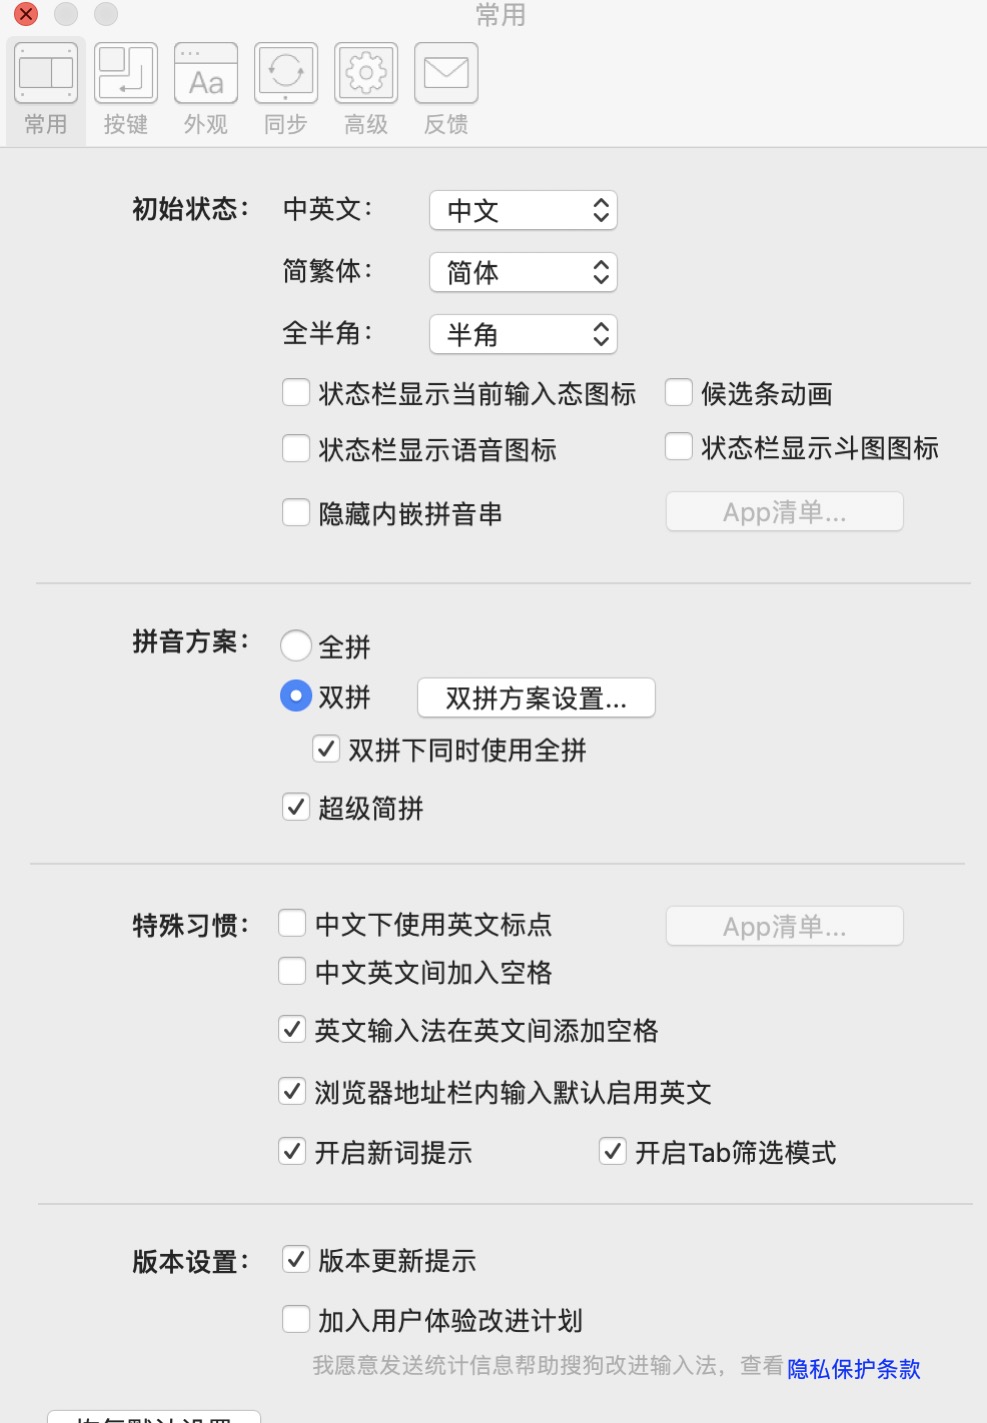 常用
Aa
常用 按键 外观 同步 高级 反馈
初始状态： 中英文： 中文
简繁体： 简体
全半角： 半角
状态栏显示当前输入态图标 候选条动画
状态栏显示语音图标 状态栏显示斗图图标
隐藏内嵌拼音串 App清单...
拼音方案： 全拼
双拼 双拼方案设置...
双拼下同时使用全拼
超级简拼
特殊习惯： 中文下使用英文标点 App清单...
中文英文间加入空格
英文输入法在英文间添加空格
浏览器地址栏内输入默认启用英文
开启新词提示 开启Tab筛选模式
版本设置： 版本更新提示
加入用户体验改进计划
我愿意发送统计信息帮助搜狗改进输入法，查看 隐私保护条款
恢复默认设置